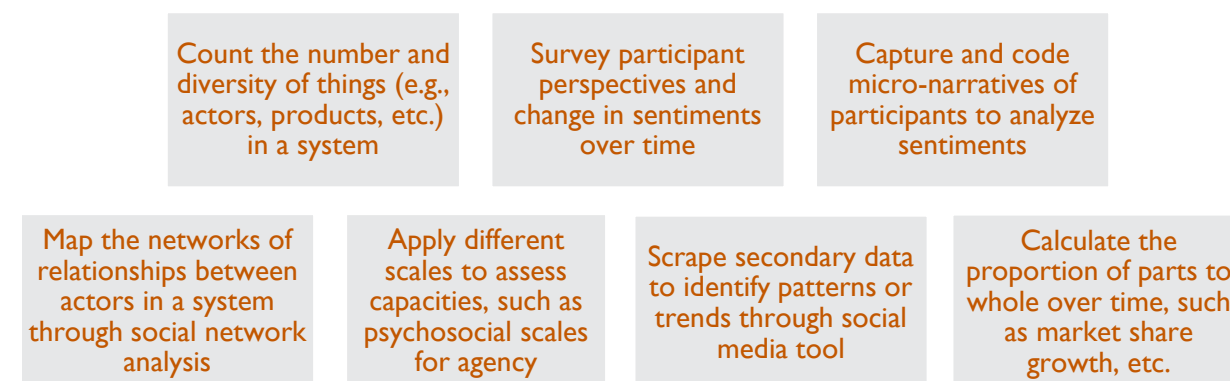 Count the number and
diversity of things (e.g.,
actors, products, etc.)
in a system
Survey participant
perspectives and
change in sentiments
over time
Capture and code
micro-narratives of
participants to analyze
sentiments
Map the networks of
relationships between
actors in a system
through social network
analysis
Apply different
scales to assess
capacities, such as
psychosocial scales
for agency
Scrape secondary data
to identify patterns or
trends through social
media tool
Calculate the
proportion of parts to
whole over time, such
as market share
growth, etc.